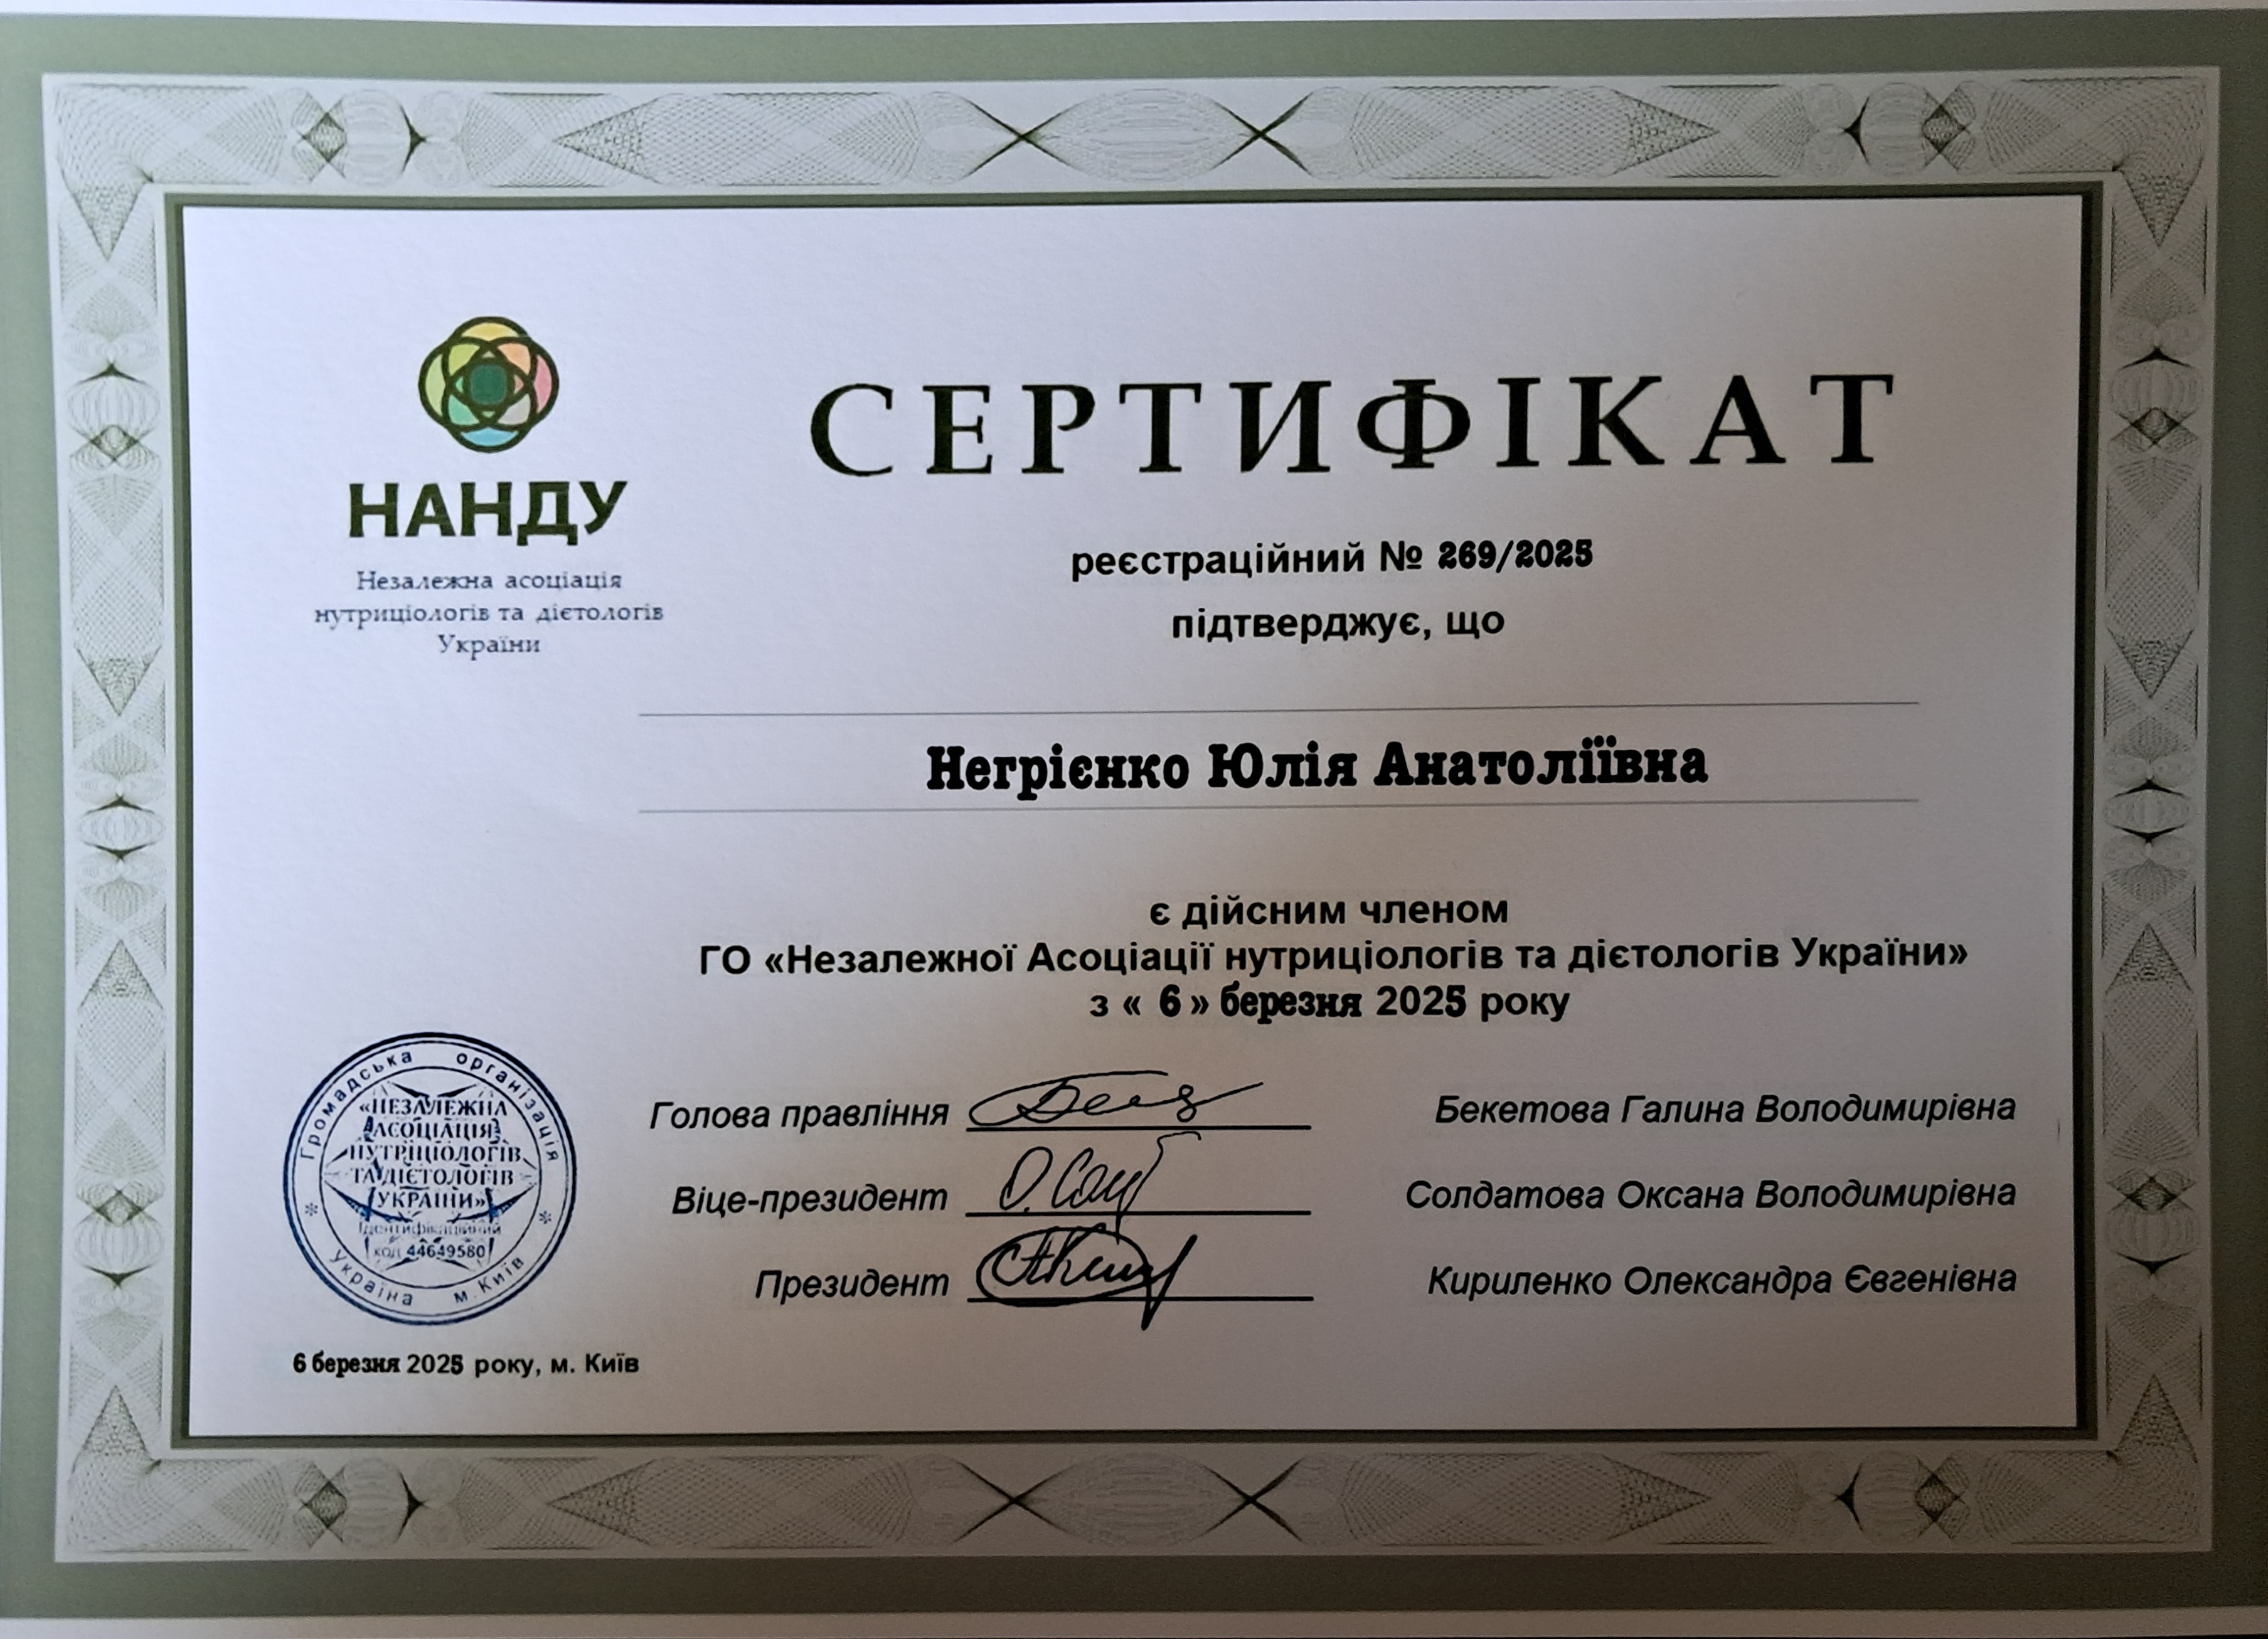 НАНДУ
Незалежна асоціація
нутриціологів та дієтологів
України
СЕРТИФІКАТ
реєстраційний № 269/2025
підтверджує, що
Негрієнко Юлія Анатоліївна
є дійсним членом
ГО «Незалежної Асоціації нутриціологів та дієтологів України»
з « 6 » березня 2025 року
Голова правління Бекетова Галина Володимирівна
Віце-президент Солдатова Оксана Володимирівна
Президент Кириленко Олександра Євгенівна
Громадська організація
«НЕЗАЛЕЖНА
АСОЦІАЦІЯ
НУТРІЦІОЛОГІВ
ТА ДІЄТОЛОГІВ
УКРАЇНИ»
Ідентифікаційний
код 44649580
Україна м. Київ
6 березня 2025 року, м. Київ